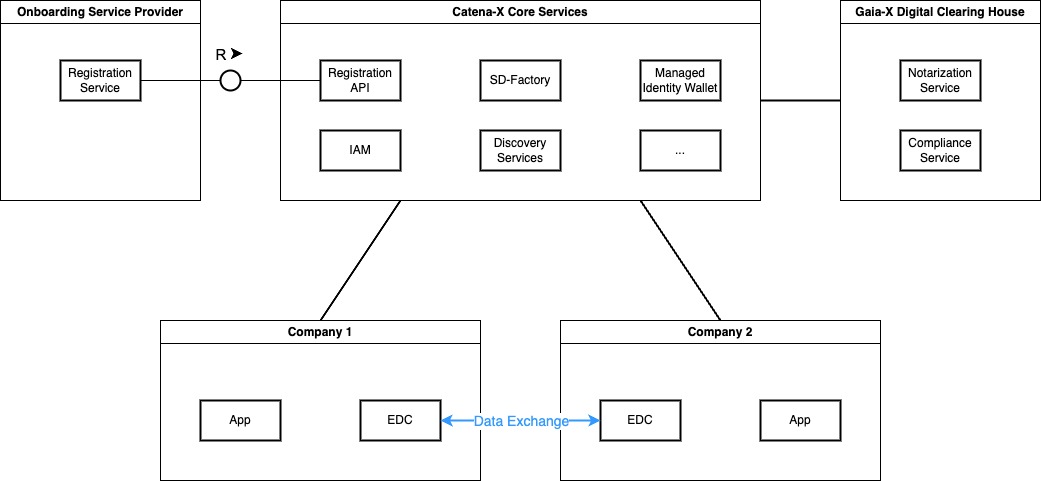 Onboarding Service Provider
Catena-X Core Services
Gaia-X Digital Clearing House
R
Registration
Service
Registration
API
SD-Factory
Managed
Identity Wallet
Notarization
Service
IAM
Discovery
Services
...
Compliance
Service
Company 1
Company 2
App
EDC
Data Exchange
EDC
App